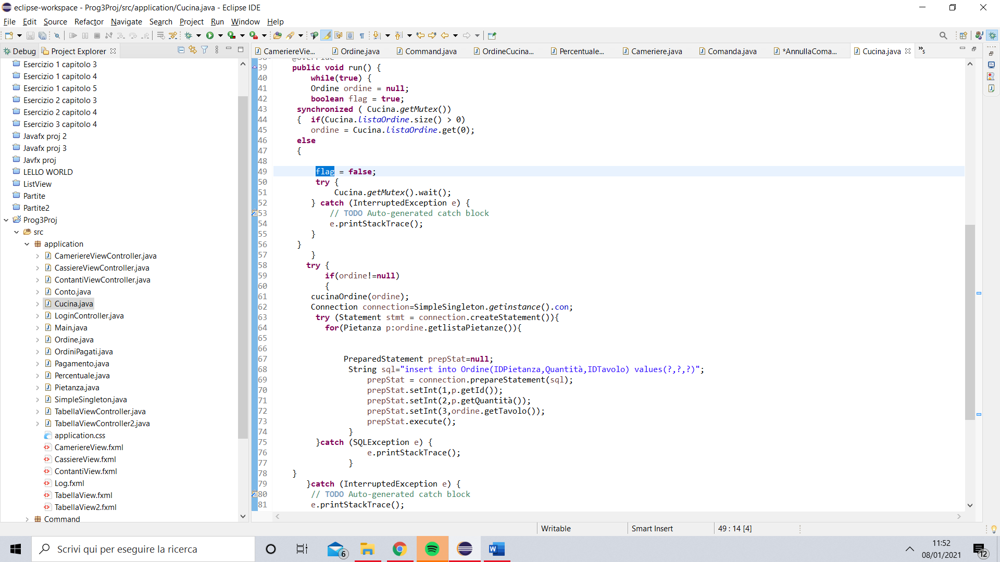 eclipse-workspace - Prog3Proj/src/application/Cucina.java - Eclipse IDE
File Edit Source Refactor Navigate Search Project Run Window Help
Debug Project Explorer
CameriereVie... Ordine.java Command.java OrdineCucina... Percentuale... Cameriere.java Comanda.java *AnnullaComa... Cucina.java »5
Esercizio 1 capitolo 3
Esercizio 1 capitolo 4
Esercizio 1 capitolo 5
Esercizio 2 capitolo 3
Esercizio 2 capitolo 4
Esercizio 3 capitolo 4
Javafx proj 2
Javafx proj 3
Javfx proj
LELLO WORLD
ListView
Partite
Partite2
Prog3Proj
src
application
CameriereViewController.java
CassiereViewController.java
ContantiViewController.java
Conto.java
Cucina.java
LoginController.java
Main.java
Ordine.java
OrdiniPagati.java
Pagamento.java
Percentuale.java
Pietanza.java
SimpleSingleton.java
TabellaViewController.java
TabellaViewController2.java
application.css
CameriereView.fxml
CassiereView.fxml
ContantiView.fxml
Log.fxml
TabellaView.fxml
TabellaView2.fxml
Command
38 @Override
39 public void run() {
40 while(true) {
41 Ordine ordine = null;
42 boolean flag = true;
43 synchronized ( Cucina.getMutex())
44 { if(Cucina.listaOrdine.size() > 0)
45 ordine = Cucina.listaOrdine.get(0);
46 else
47 {
48
49 flag = false;
50 try {
51 Cucina.getMutex().wait();
52 } catch (InterruptedException e) {
53 // TODO Auto-generated catch block
54 e.printStackTrace();
55 }
56 }
57 }
58 try {
59 if(ordine!=null)
60 {
61 cucinaOrdine(ordine);
62 Connection connection=SimpleSingleton.getinstance().con;
63 try (Statement stmt = connection.createStatement()){
64 for(Pietanza p:ordine.getlistaPietanze()){
65
66
67 PreparedStatement prepStat=null;
68 String sql="insert into Ordine(IDPietanza,Quantità,IDTavolo) values(?,?,?)";
69 prepStat = connection.prepareStatement(sql);
70 prepStat.setInt(1,p.getId());
71 prepStat.setInt(2,p.getQuantità());
72 prepStat.setInt(3,ordine.getTavolo());
73 prepStat.execute();
74 }
75 }catch (SQLException e) {
76 e.printStackTrace();
77 }
78 }
79 }catch (InterruptedException e) {
80 // TODO Auto-generated catch block
81 e.printStackTrace();
Writable Smart Insert 49 : 14 [4]
Scrivi qui per eseguire la ricerca
6
11:52
08/01/2021
12